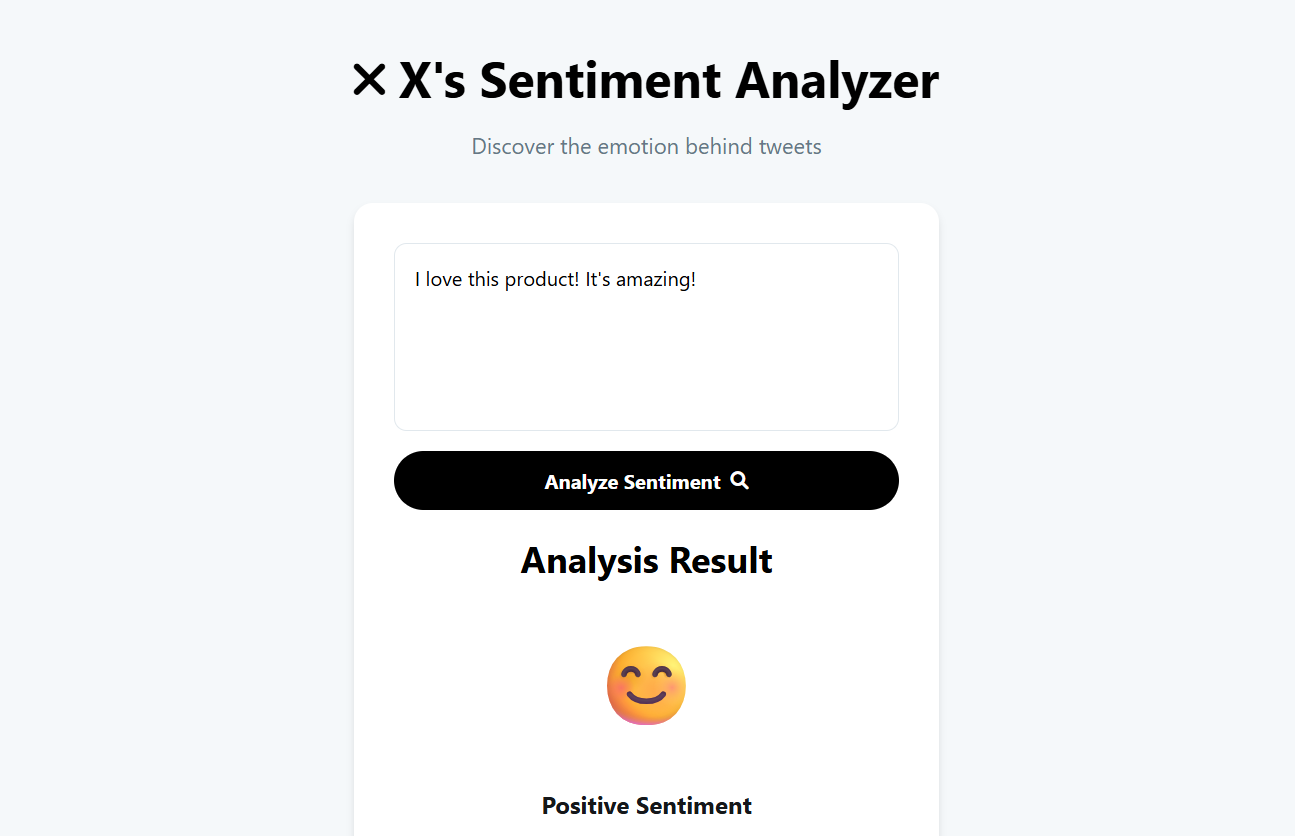 X's Sentiment Analyzer
Discover the emotion behind tweets
I love this product! It's amazing!
Analyze Sentiment
Analysis Result
Positive Sentiment